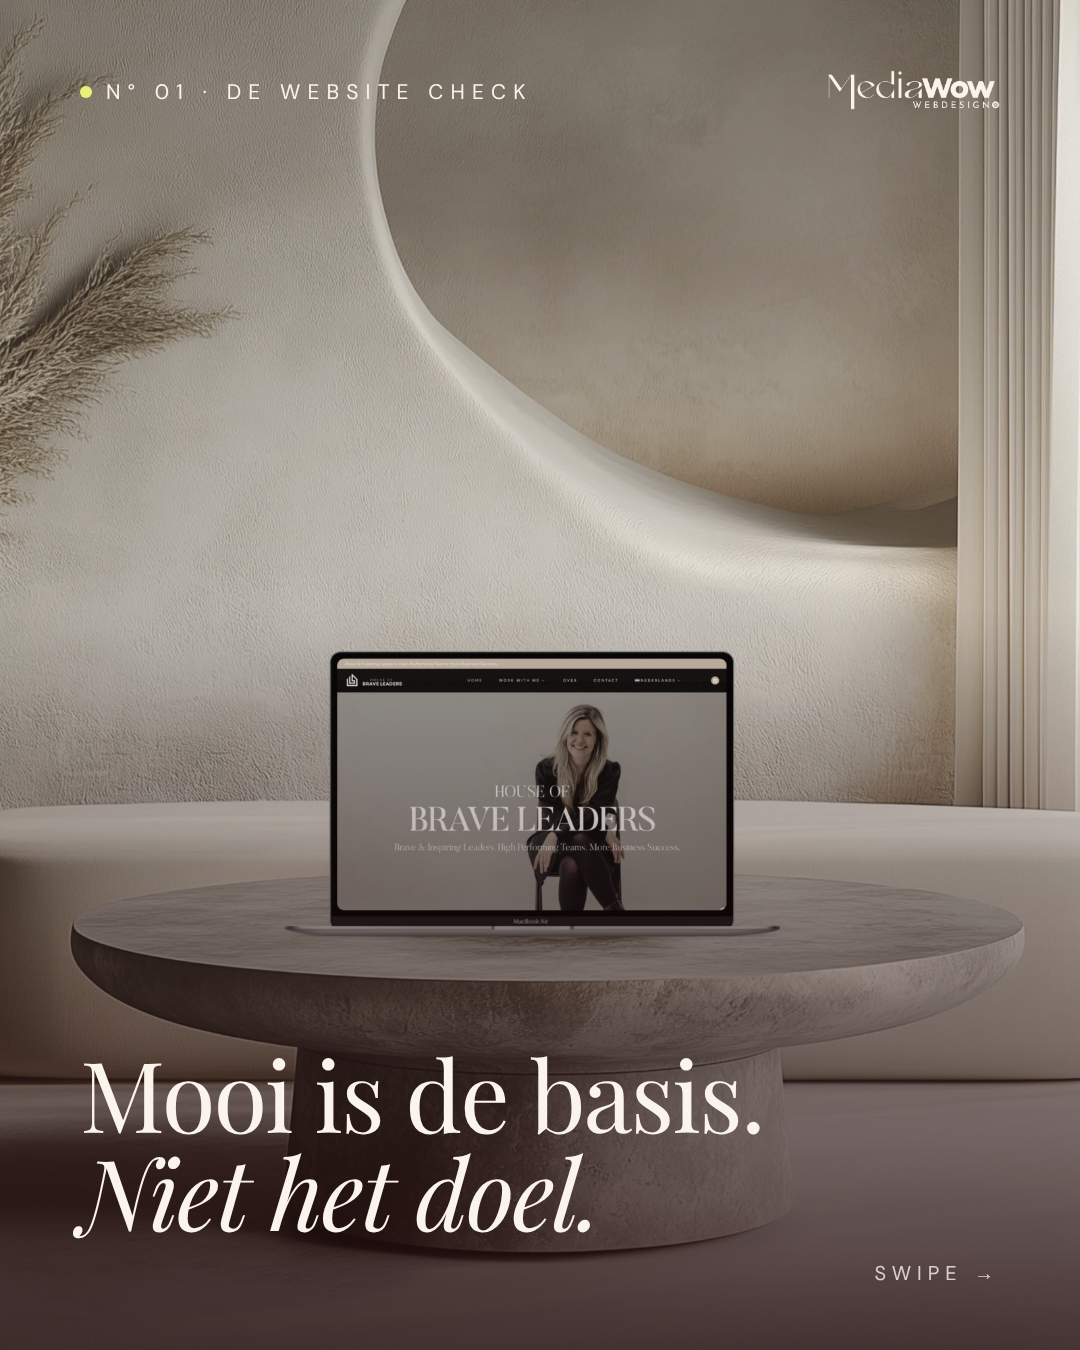 N° 01 · DE WEBSITE CHECK
MediaWow
WEBDESIGN
HOUSE OF
BRAVE LEADERS
HOME
WORK WITH ME
OVER
CONTACT
NEDERLANDS
HOUSE OF
BRAVE LEADERS
Brave & Inspiring Leaders. High Performing Teams. More Business Success.
MacBook Air
Mooi is de basis.
Niet het doel.
SWIPE →